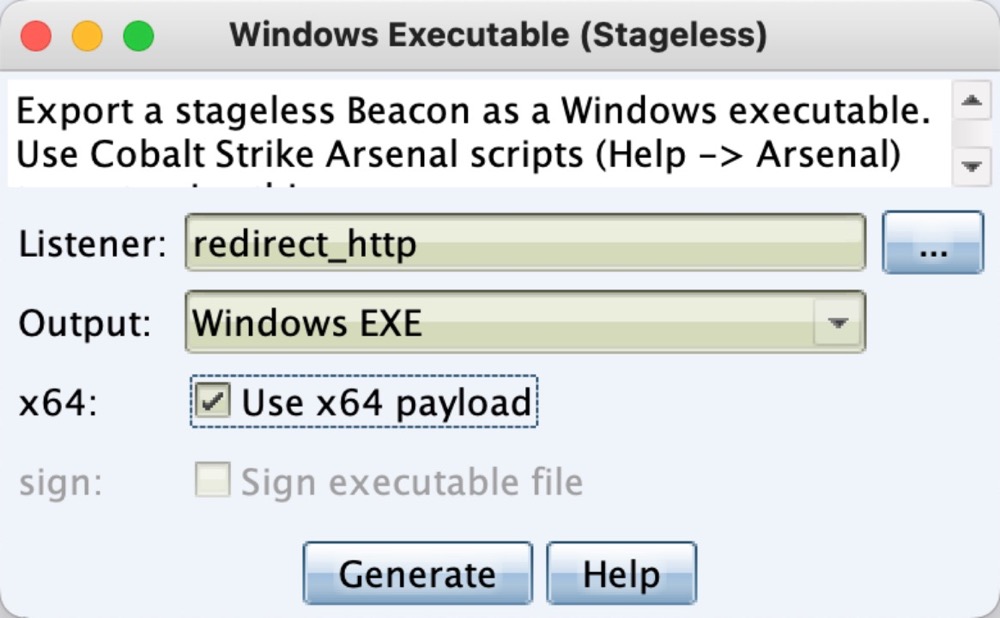 Windows Executable (Stageless)
Export a stageless Beacon as a Windows executable.
Use Cobalt Strike Arsenal scripts (Help -> Arsenal)
Listener: redirect_http ...
Output: Windows EXE
x64: Use x64 payload
sign: Sign executable file
Generate Help